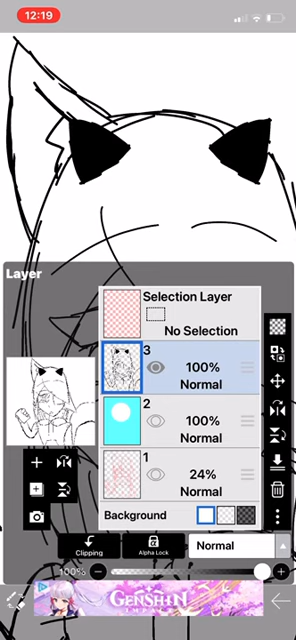 12:19
Layer
Selection Layer
No Selection
3
100%
Normal
2
100%
Normal
1
24%
Normal
Background
Clipping
Alpha Lock
Normal
100%
GENSHIN
IMPACT